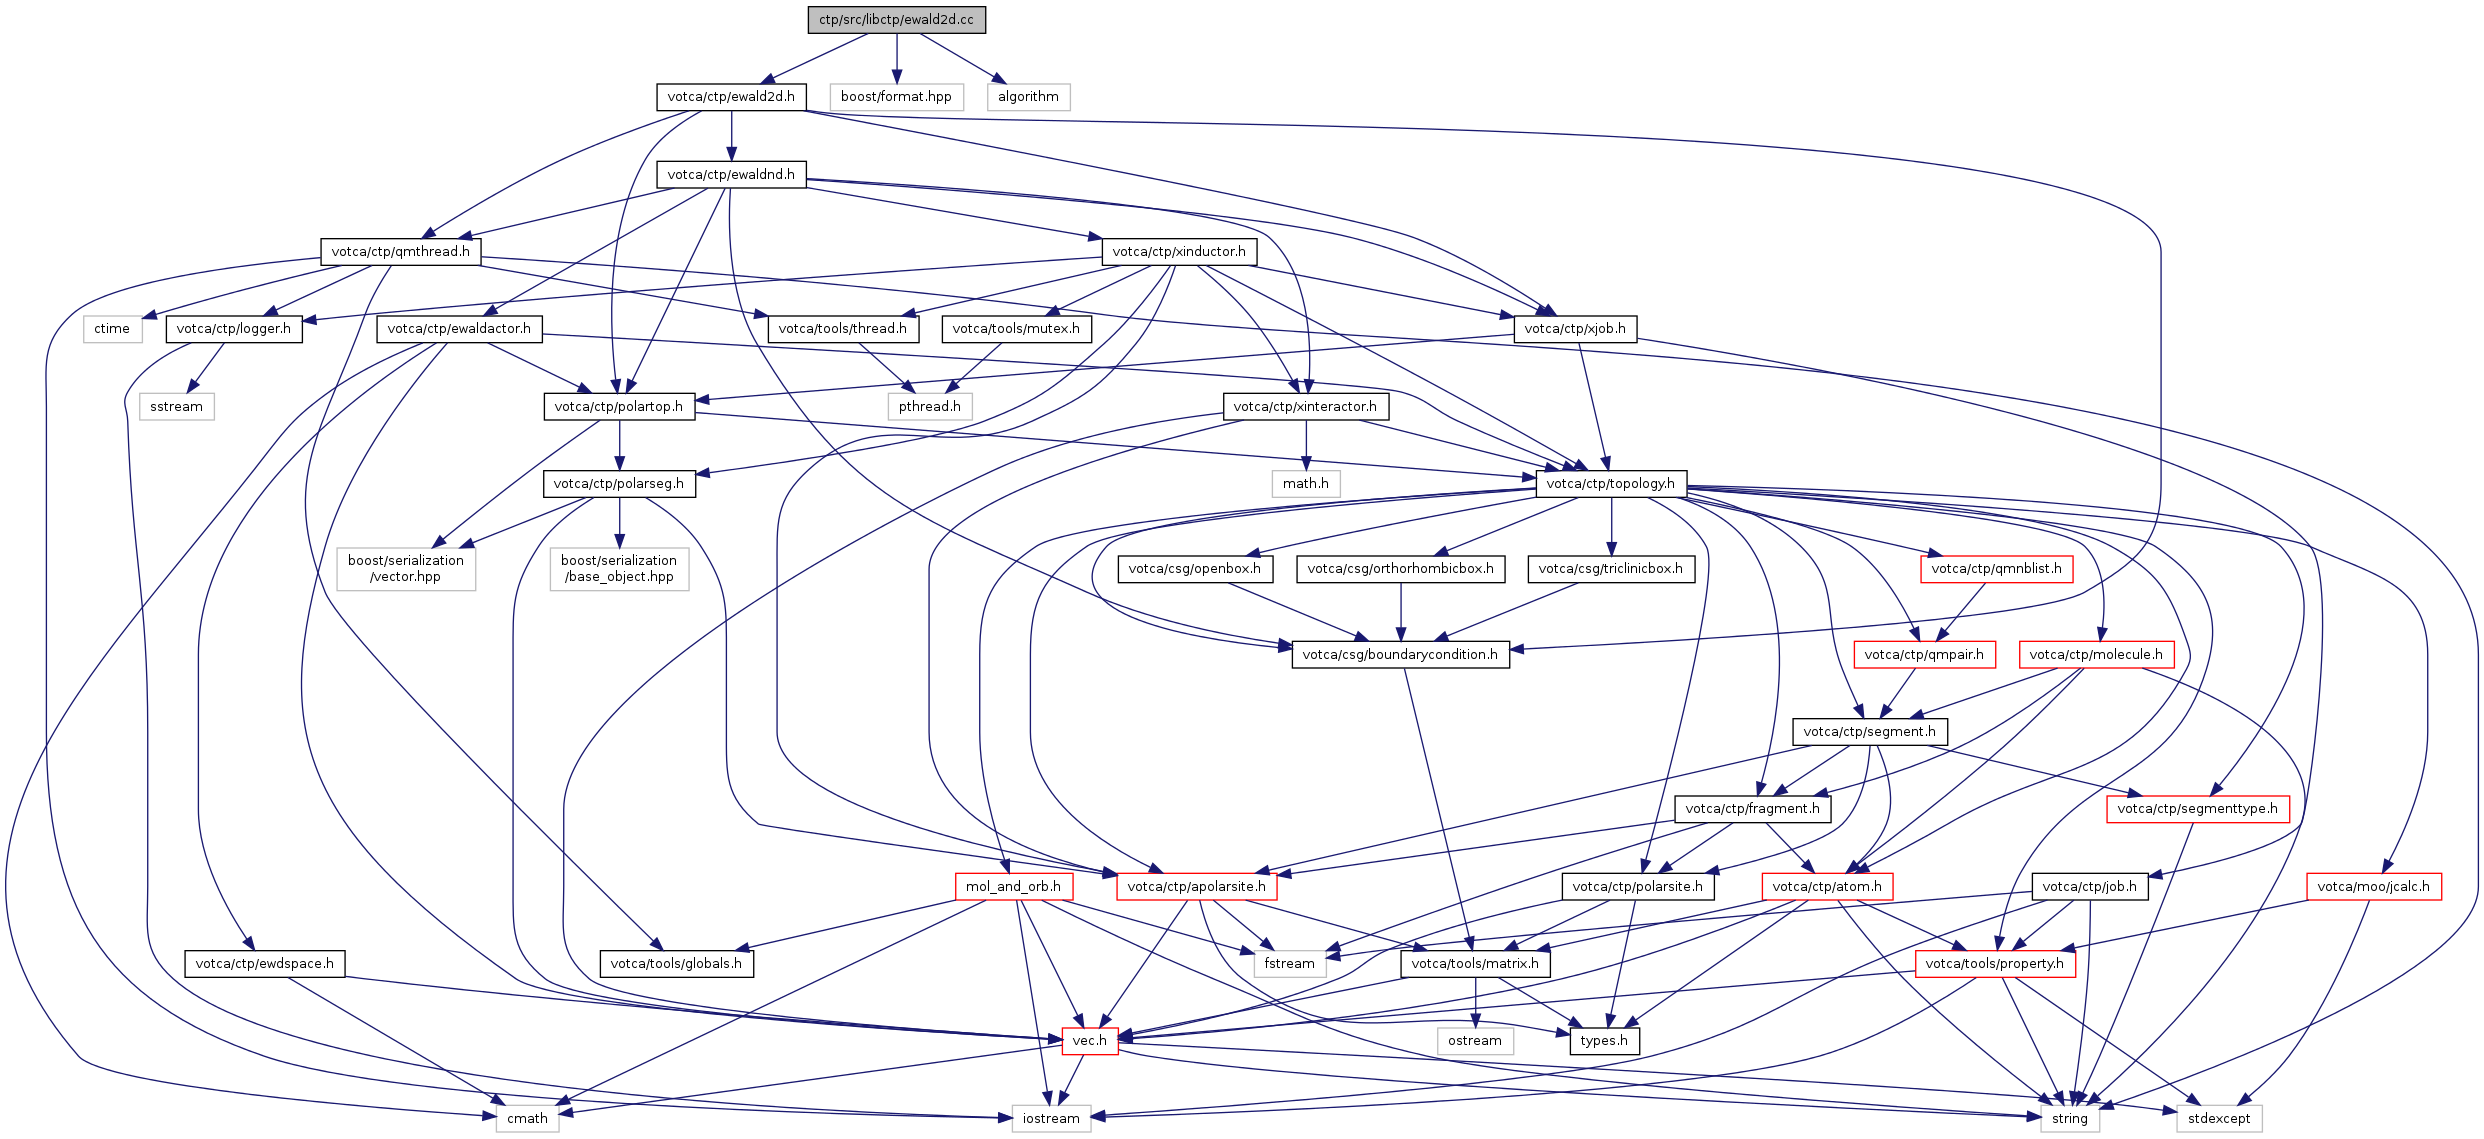 ctp/src/libctp/ewald2d.cc
votca/ctp/ewald2d.h
boost/format.hpp
algorithm
votca/ctp/ewaldnd.h
votca/ctp/qmthread.h
votca/ctp/xinductor.h
ctime
votca/ctp/logger.h
votca/ctp/ewaldactor.h
votca/tools/thread.h
votca/tools/mutex.h
votca/ctp/xjob.h
sstream
votca/ctp/polartop.h
pthread.h
votca/ctp/xinteractor.h
votca/ctp/polarseg.h
math.h
votca/ctp/topology.h
boost/serialization
/vector.hpp
boost/serialization
/base_object.hpp
votca/csg/openbox.h
votca/csg/orthorhombicbox.h
votca/csg/triclinicbox.h
votca/ctp/qmnblist.h
votca/csg/boundarycondition.h
votca/ctp/qmpair.h
votca/ctp/molecule.h
votca/ctp/segment.h
votca/ctp/fragment.h
votca/ctp/segmenttype.h
mol_and_orb.h
votca/ctp/apolarsite.h
votca/ctp/polarsite.h
votca/ctp/atom.h
votca/ctp/job.h
votca/moo/jcalc.h
votca/ctp/ewdspace.h
votca/tools/globals.h
fstream
votca/tools/matrix.h
votca/tools/property.h
vec.h
ostream
types.h
cmath
iostream
string
stdexcept